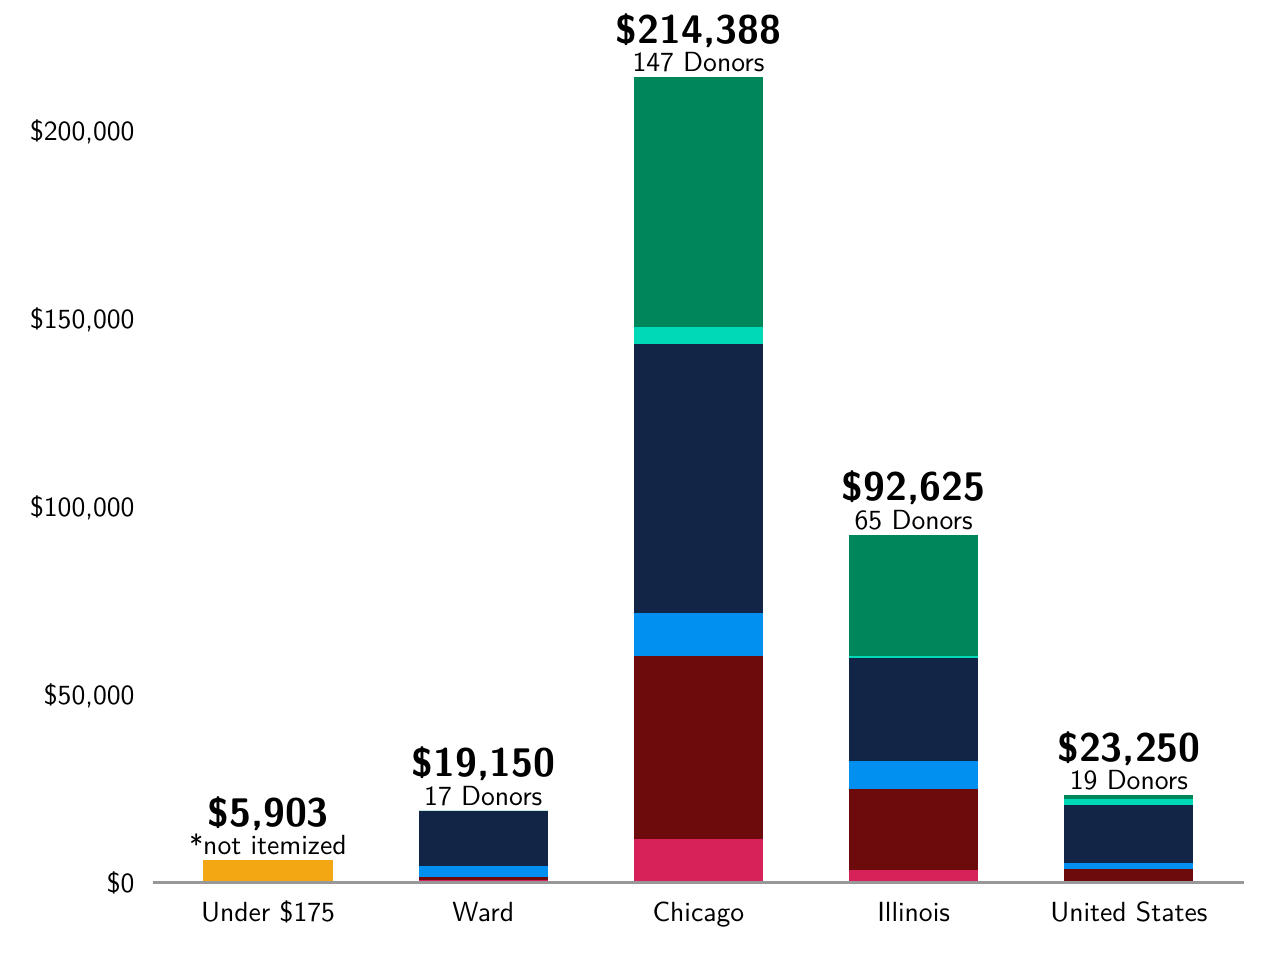 $214,388
147 Donors
$200,000
$150,000
$100,000
$92,625
65 Donors
$50,000
$23,250
19 Donors
$19,150
17 Donors
$5,903
*not itemized
$0
Under $175
Ward
Chicago
Illinois
United States